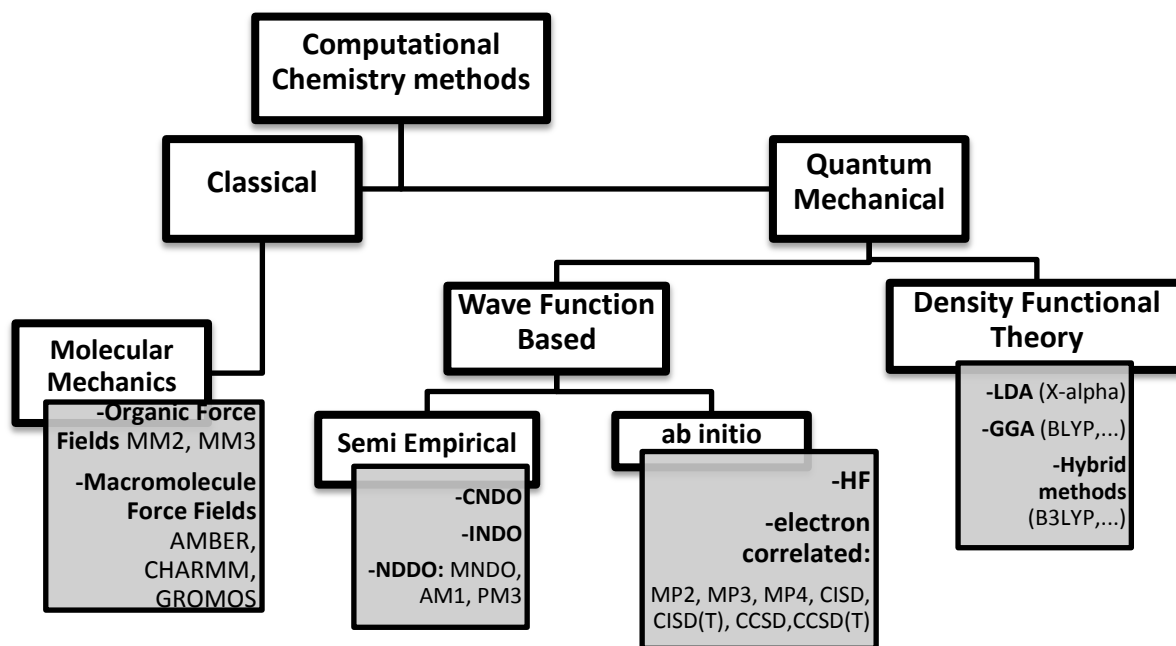 Computational
Chemistry methods
Classical
Quantum
Mechanical
Wave Function
Based
Density Functional
Theory
Molecular
Mechanics
-Organic Force
Fields MM2, MM3
-Macromolecule
Force Fields
AMBER,
CHARMM,
GROMOS
Semi Empirical
-CNDO
-INDO
-NDDO: MNDO,
AM1, PM3
ab initio
-HF
-electron
correlated:
MP2, MP3, MP4, CISD,
CISD(T), CCSD,CCSD(T)
-LDA (X-alpha)
-GGA (BLYP,...)
-Hybrid
methods
(B3LYP,...)